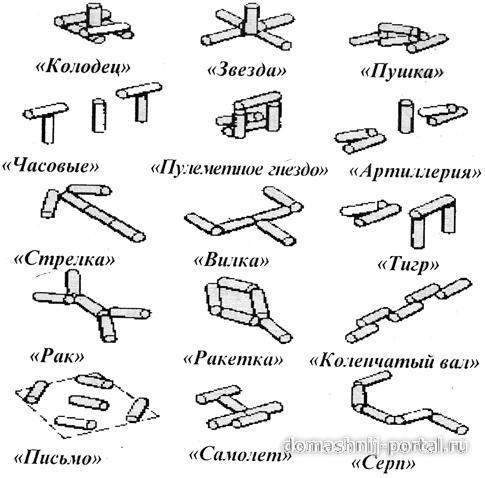 «Колодец» «Звезда» «Пушка»
«Часовые» «Пулеметное гнездо» «Артиллерия»
«Стрелка» «Вилка» «Тигр»
«Рак» «Ракетка» «Коленчатый вал»
«Письмо» «Самолет» «Серп»
domashnij-portal.ru